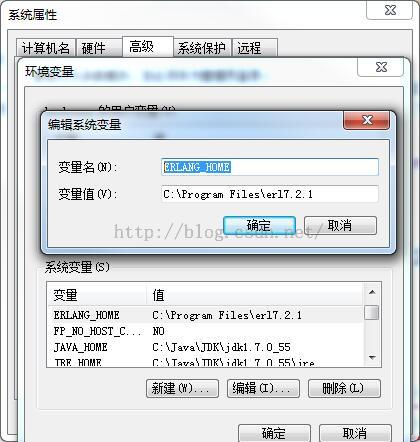 系统属性
计算机名 硬件 高级 系统保护 远程
环境变量
的用户变量(U)
编辑系统变量
变量名(N): ERLANG_HOME
变量值(V): C:\Program Files\erl7.2.1
确定 取消
http://blog.csdn.net/
系统变量(S)
变量 值
ERLANG_HOME C:\Program Files\erl7.2.1
FP_NO_HOST_C... NO
JAVA_HOME C:\Java\JDK\jdk1.7.0_55
JRE_HOME C:\Java\JDK\jdk1.7.0_55\jre
新建(W)... 编辑(I)... 删除(L)
确定 取消